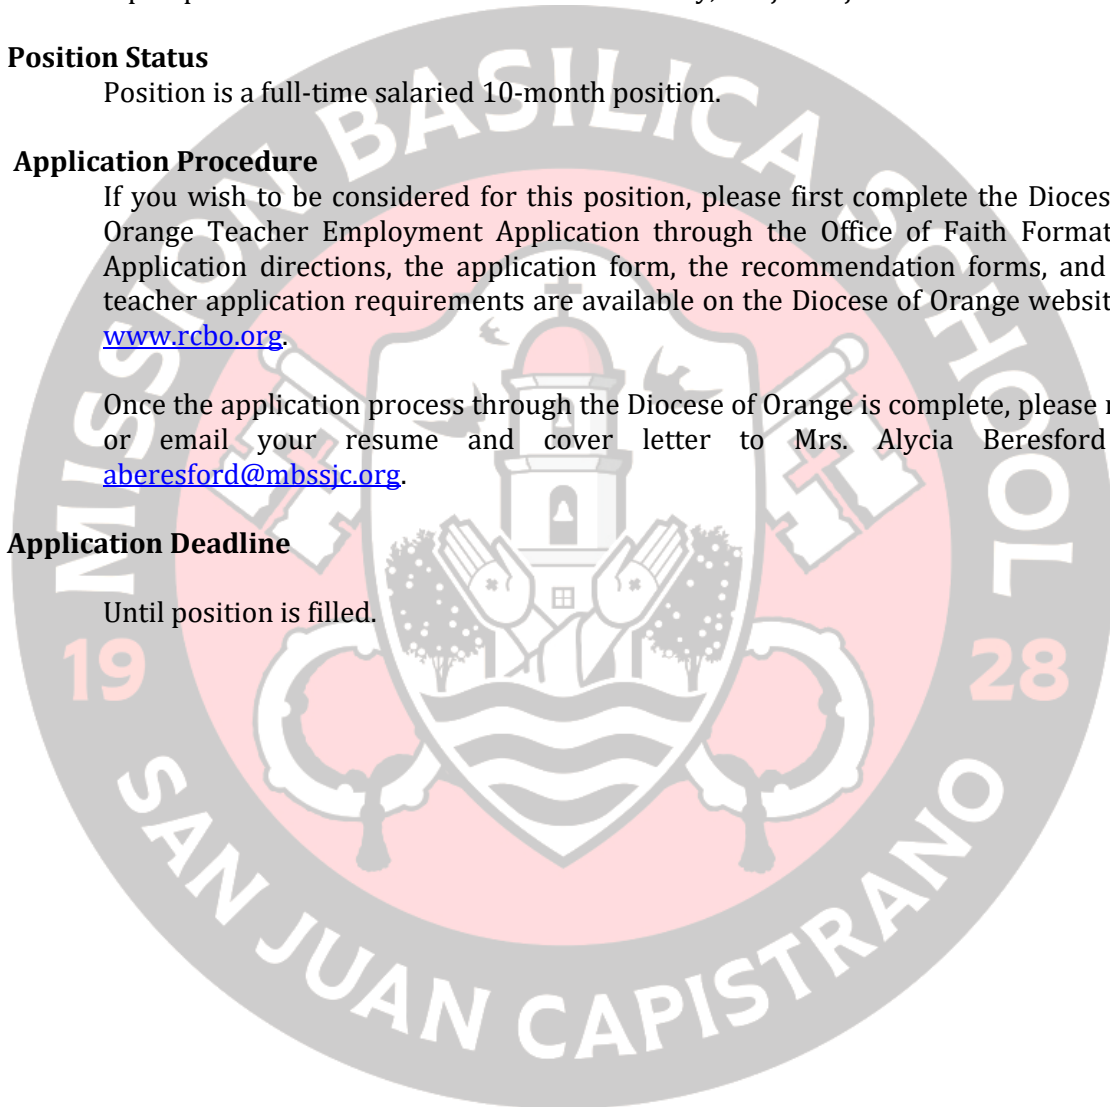 Position Status
Position is a full-time salaried 10-month position.
Application Procedure
If you wish to be considered for this position, please first complete the Dioces
Orange Teacher Employment Application through the Office of Faith Format
Application directions, the application form, the recommendation forms, and
teacher application requirements are available on the Diocese of Orange websit
www.rcbo.org.
Once the application process through the Diocese of Orange is complete, please
or email your resume and cover letter to Mrs. Alycia Beresford
aberesford@mbssjc.org.
Application Deadline
Until position is filled.
MISSION BASILICA SCHOOL
19 28
SAN JUAN CAPISTRANO